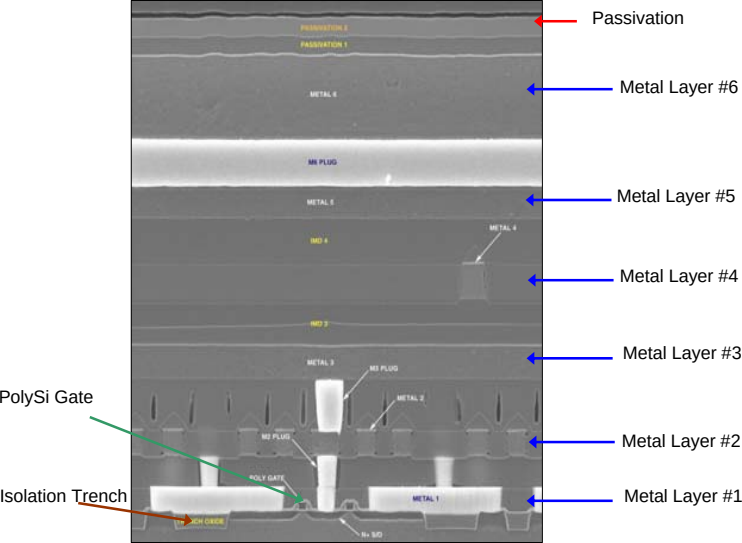 Passivation
PASSIVATION 2
PASSIVATION 1
Metal Layer #6
METAL 6
M6 PLUG
Metal Layer #5
METAL 5
METAL 4
IMD 4
Metal Layer #4
IMD 3
Metal Layer #3
METAL 3
M3 PLUG
PolySi Gate
METAL 2
M2 PLUG
Metal Layer #2
POLY GATE
Isolation Trench
METAL 1
Metal Layer #1
TRENCH OXIDE
N+ S/D